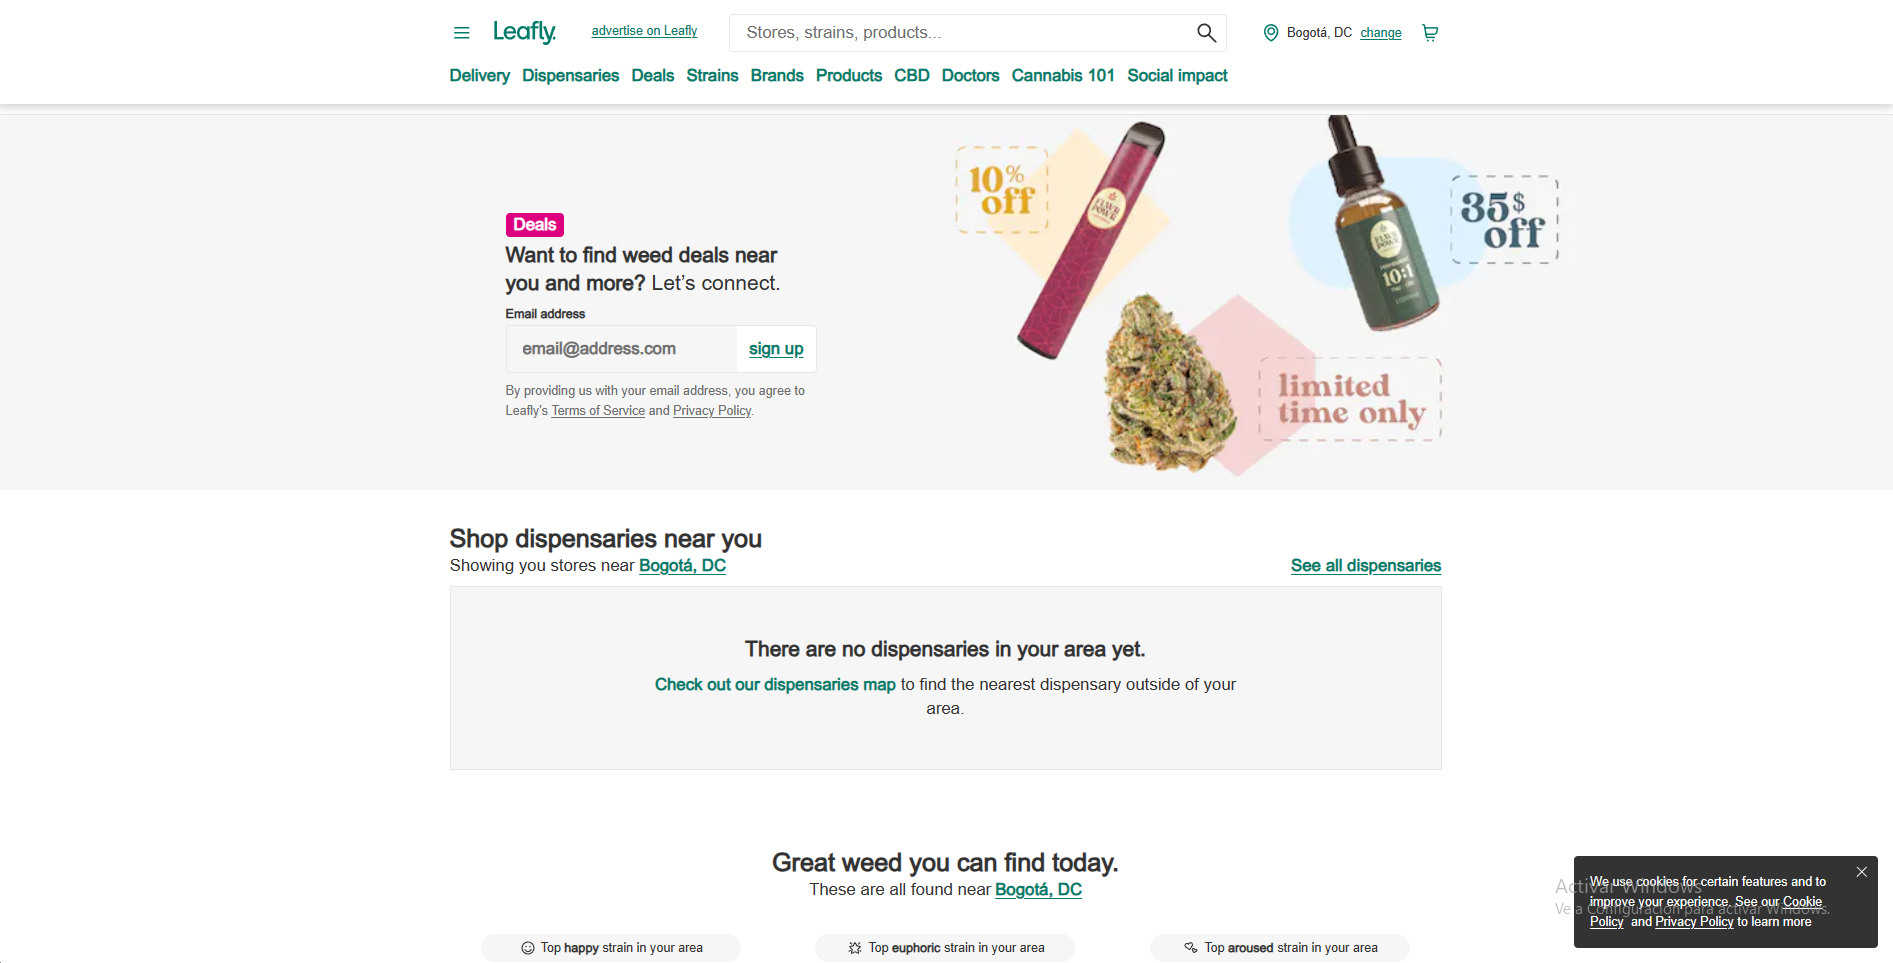 Leafly.
advertise on Leafly
Stores, strains, products...
Bogotá, DC change
Delivery Dispensaries Deals Strains Brands Products CBD Doctors Cannabis 101 Social impact
10% off
35$ off
limited
time only
FLWR POWR
FLWR POWR
10:1
Deals
Want to find weed deals near
you and more? Let’s connect.
Email address
email@address.com sign up
By providing us with your email address, you agree to
Leafly's Terms of Service and Privacy Policy.
Shop dispensaries near you
Showing you stores near Bogotá, DC
See all dispensaries
There are no dispensaries in your area yet.
Check out our dispensaries map to find the nearest dispensary outside of your
area.
Great weed you can find today.
These are all found near Bogotá, DC
Top happy strain in your area
Top euphoric strain in your area
Top aroused strain in your area
We use cookies for certain features and to
improve your experience. See our Cookie
Policy and Privacy Policy to learn more
Activar Windows
Ve a Configuración para activar Windows.